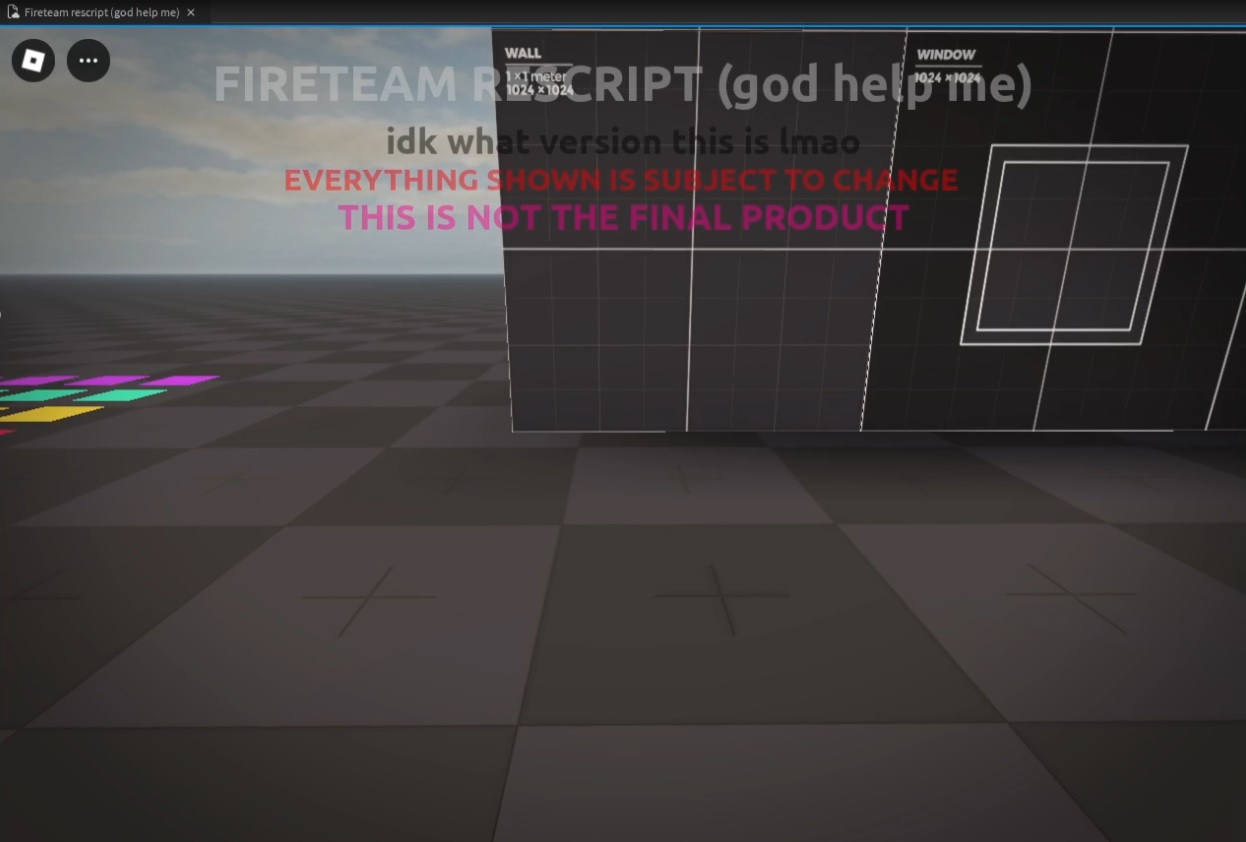 Fireteam rescript (god help me) ×
WALL
1×1 meter
1024 ×1024
WINDOW
1024 ×1024
FIRETEAM RESCRIPT (god help me)
idk what version this is lmao
EVERYTHING SHOWN IS SUBJECT TO CHANGE
THIS IS NOT THE FINAL PRODUCT